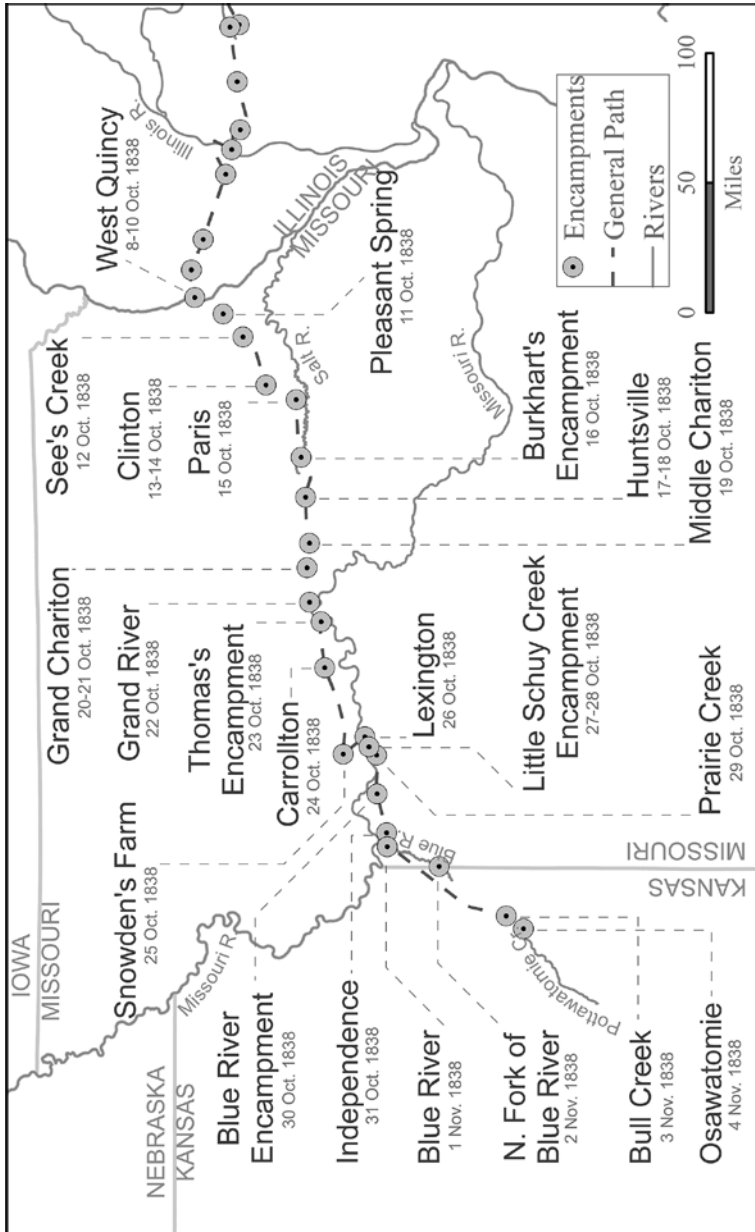 IOWA
MISSOURI
NEBRASKA
KANSAS
Missouri R.
Snowden's Farm
25 Oct. 1838
Grand Chariton
20-21 Oct. 1838
Grand River
22 Oct. 1838
Thomas's
Encampment
23 Oct. 1838
Carrollton
24 Oct. 1838
See's Creek
12 Oct. 1838
Clinton
13-14 Oct. 1838
Paris
15 Oct. 1838
West Quincy
8-10 Oct. 1838
Illinois R.
ILLINOIS
MISSOURI
Salt R.
Pleasant Spring
11 Oct. 1838
Blue River
Encampment
30 Oct. 1838
Independence
31 Oct. 1838
Blue River
1 Nov. 1838
N. Fork of
Blue River
2 Nov. 1838
Bull Creek
3 Nov. 1838
Osawatomie
4 Nov. 1838
Pottawatomie C
Blue R.
MISSOURI
KANSAS
Lexington
26 Oct. 1838
Little Schuy Creek
Encampment
27-28 Oct. 1838
Prairie Creek
29 Oct. 1838
Missouri R.
Burkhart's
Encampment
16 Oct. 1838
Huntsville
17-18 Oct. 1838
Middle Chariton
19 Oct. 1838
Encampments
General Path
Rivers
0 50 100
Miles